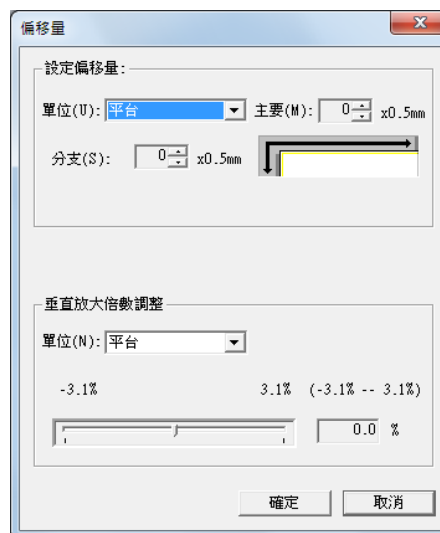 偏移量
設定偏移量:
單位(U): 平台 主要(M): 0 x0.5mm
分支(S): 0 x0.5mm
垂直放大倍數調整
單位(N): 平台
-3.1% 3.1% (-3.1% -- 3.1%)
0.0 %
確定 取消